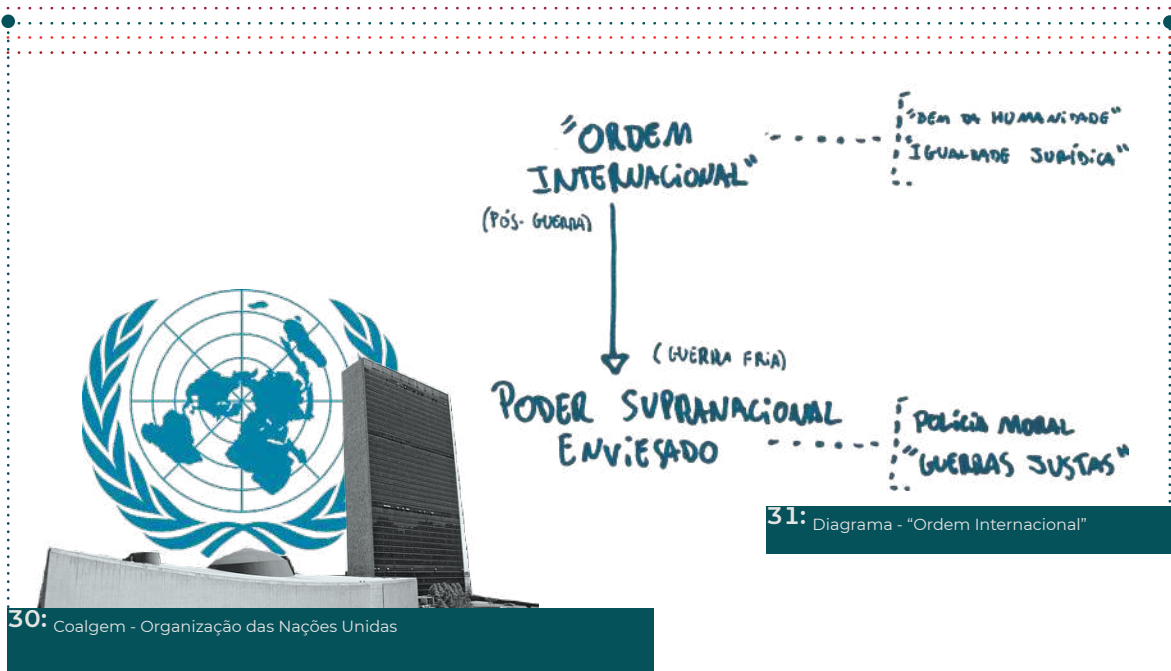 "ORDEM
INTERNACIONAL"
"BEM DA HUMANIDADE"
"IGUALDADE JURÍDICA"
(PÓS-GUERRA)
(GUERRA FRIA)
PODER SUPRANACIONAL
ENVIESADO
POLÍCIA MORAL
"GUERRAS JUSTAS"
31: Diagrama - “Ordem Internacional”
30: Coalgem - Organização das Nações Unidas